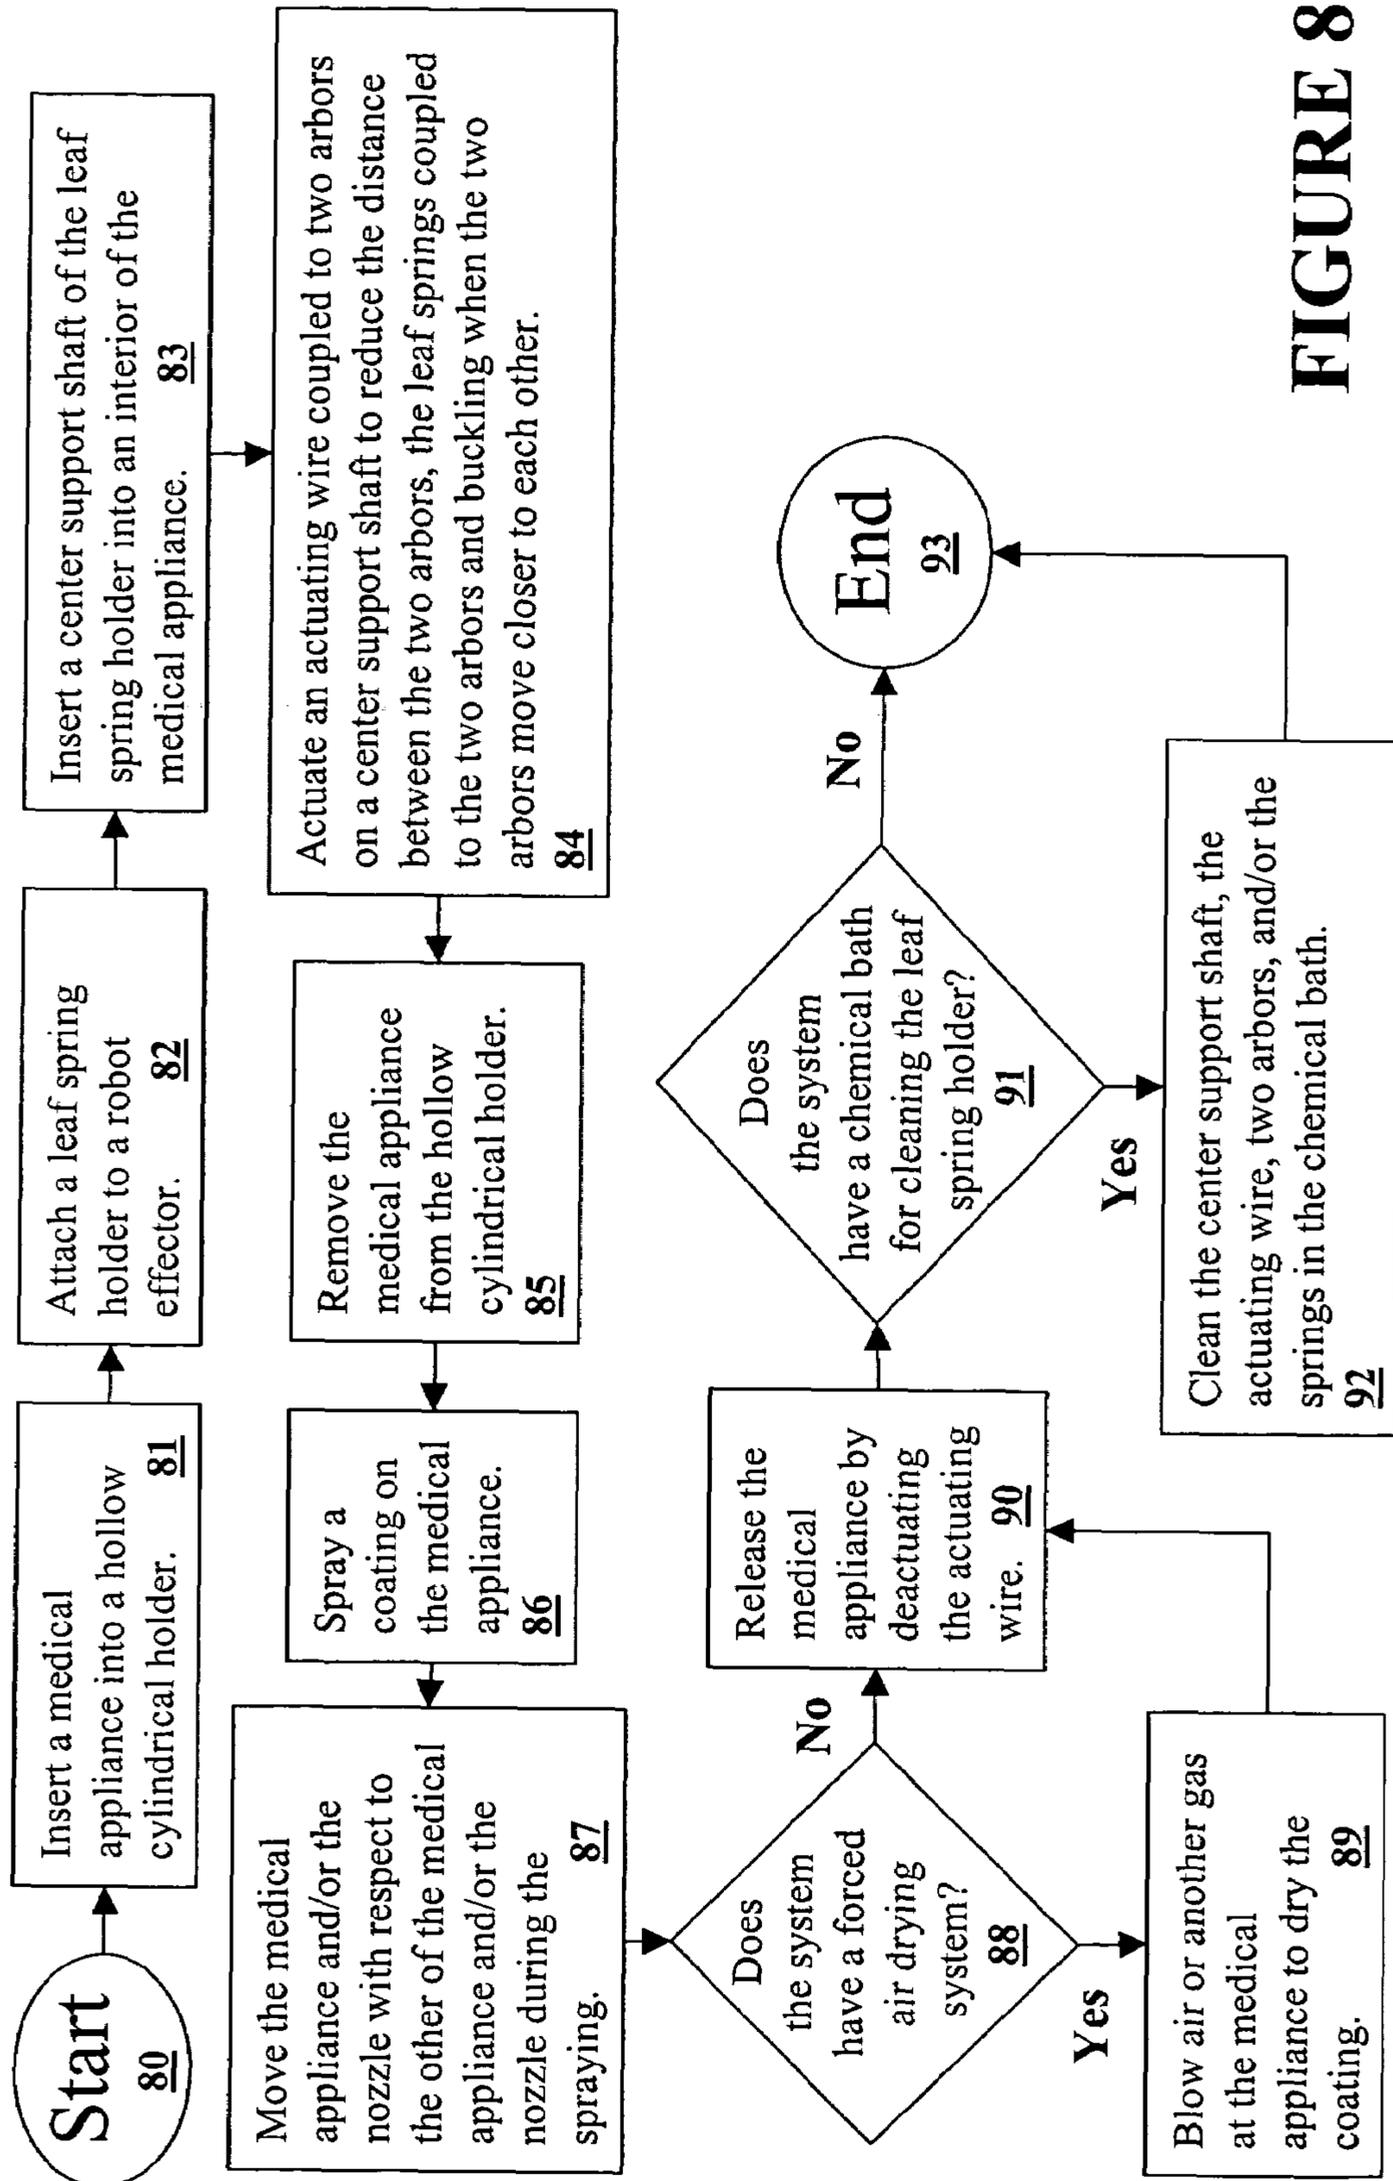 Start
80
Insert a medical
appliance into a hollow
cylindrical holder. 81
Attach a leaf spring
holder to a robot
effector. 82
Insert a center support shaft of the leaf
spring holder into an interior of the
medical appliance. 83
Actuate an actuating wire coupled to two arbors
on a center support shaft to reduce the distance
between the two arbors, the leaf springs coupled
to the two arbors and buckling when the two
arbors move closer to each other.
84
Remove the
medical appliance
from the hollow
cylindrical holder.
85
Spray a
coating on
the medical
appliance.
86
Move the medical
appliance and/or the
nozzle with respect to
the other of the medical
appliance and/or the
nozzle during the
spraying. 87
Does
the system
have a forced
air drying
system?
88
No
Yes
Blow air or another gas
at the medical
appliance to dry the
coating. 89
Release the
medical
appliance by
deactuating
the actuating
wire. 90
Does
the system
have a chemical bath
for cleaning the leaf
spring holder?
91
No
Yes
Clean the center support shaft, the
actuating wire, two arbors, and/or the
springs in the chemical bath.
92
End
93
FIGURE 8